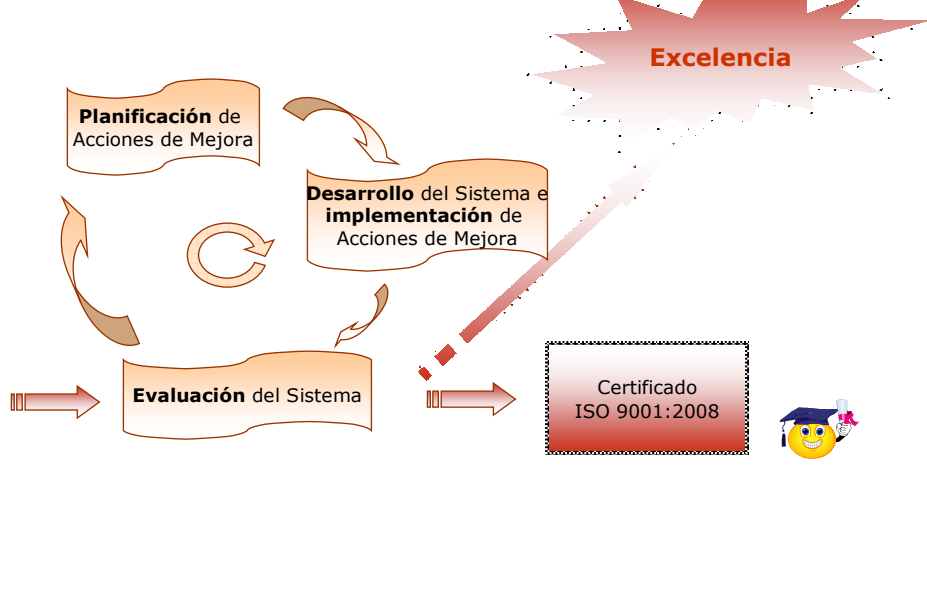 Excelencia
Planificación de
Acciones de Mejora
Desarrollo del Sistema e
implementación de
Acciones de Mejora
Evaluación del Sistema
Certificado
ISO 9001:2008